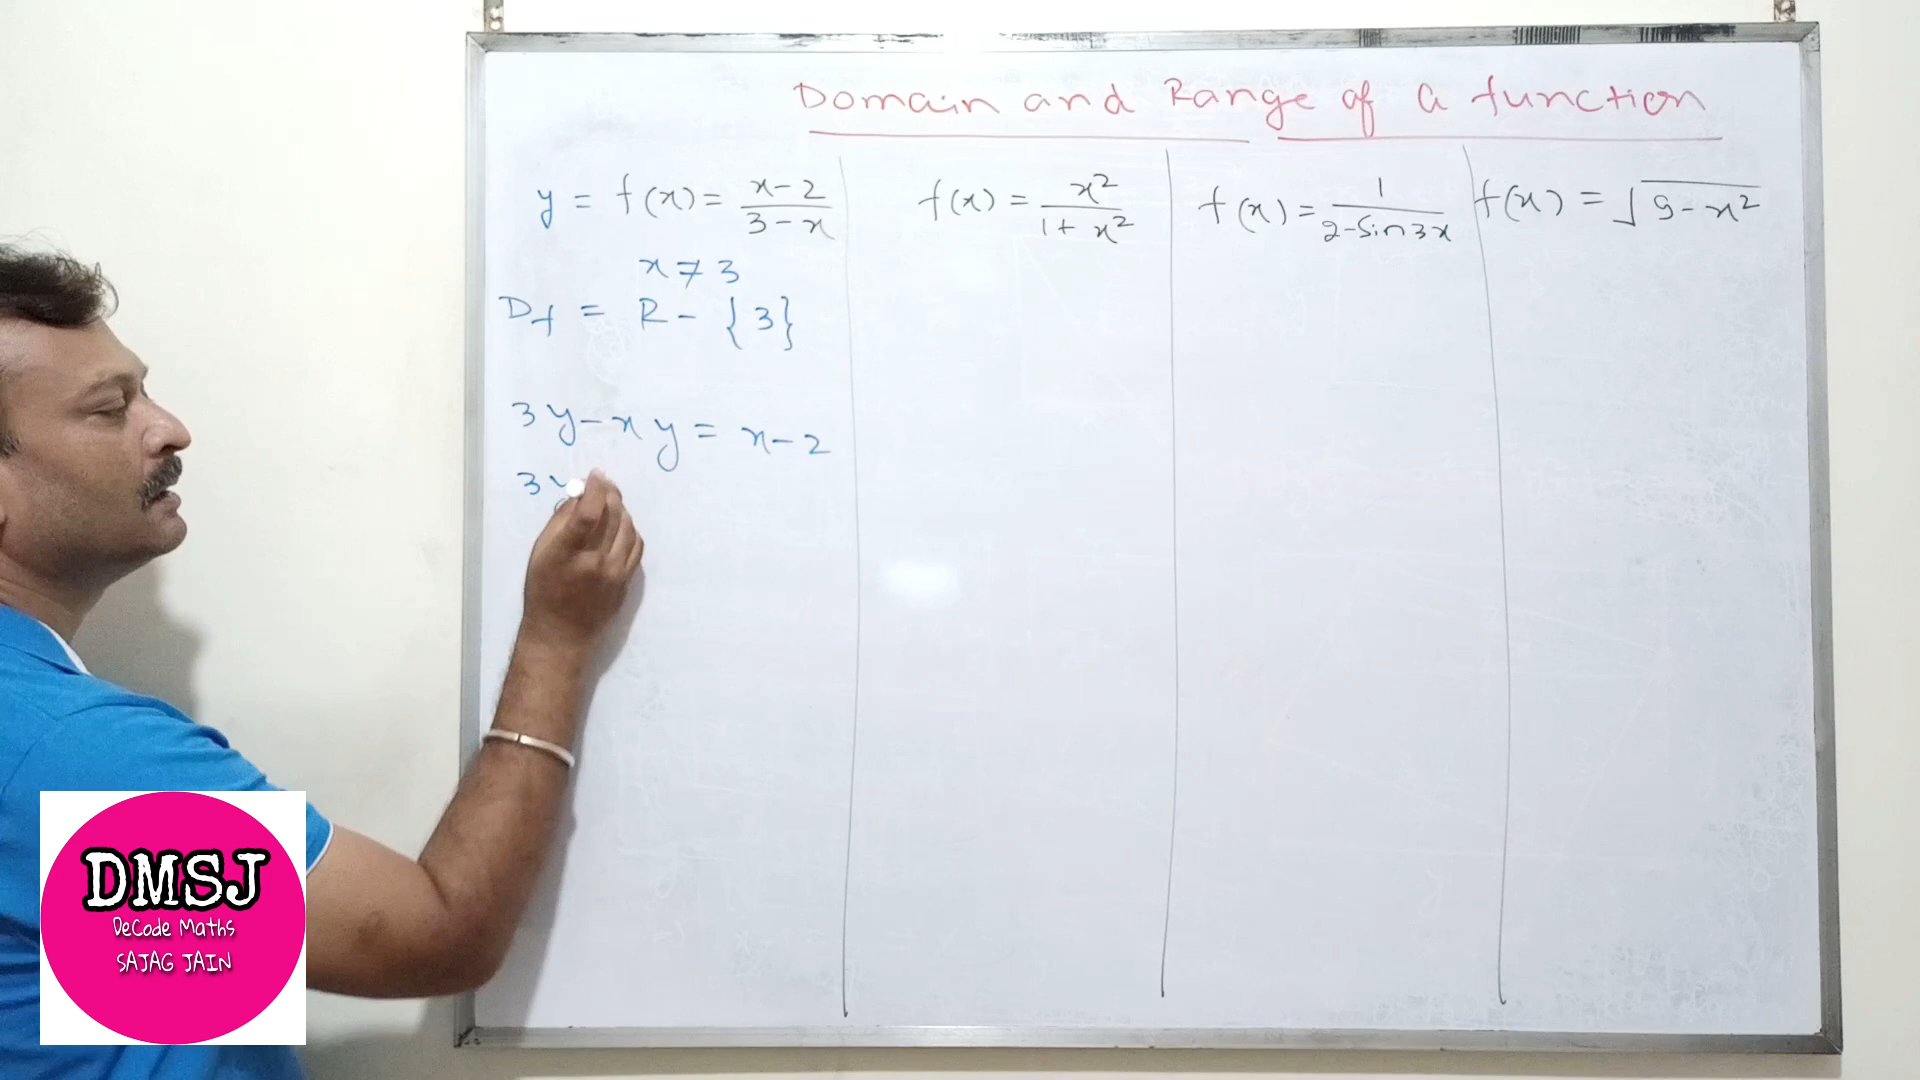 Domain and Range of a function
y = f(x) = x-2 / 3-x
x ≠ 3
Df = R - {3}
3y - xy = x - 2
3y
f(x) = x² / 1+x²
f(x) = 1 / 2-Sin3x
f(x) = √9-x²
DMSJ
DeCode Maths
SAJAG JAIN